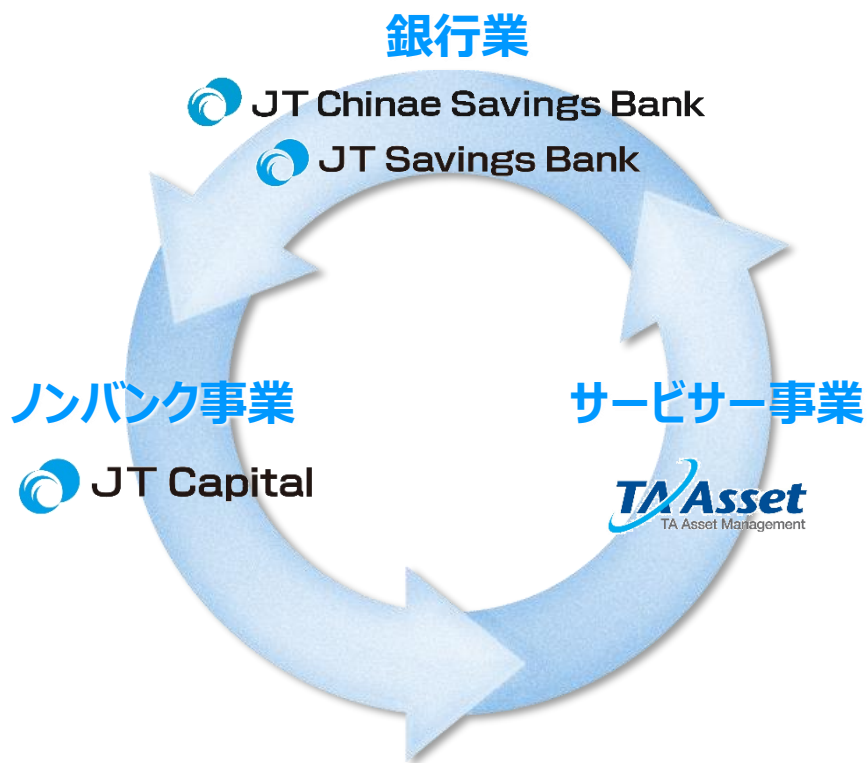 銀行業
JT Chinae Savings Bank
JT Savings Bank
ノンバンク事業
サービサー事業
JT Capital
TA Asset
TA Asset Management